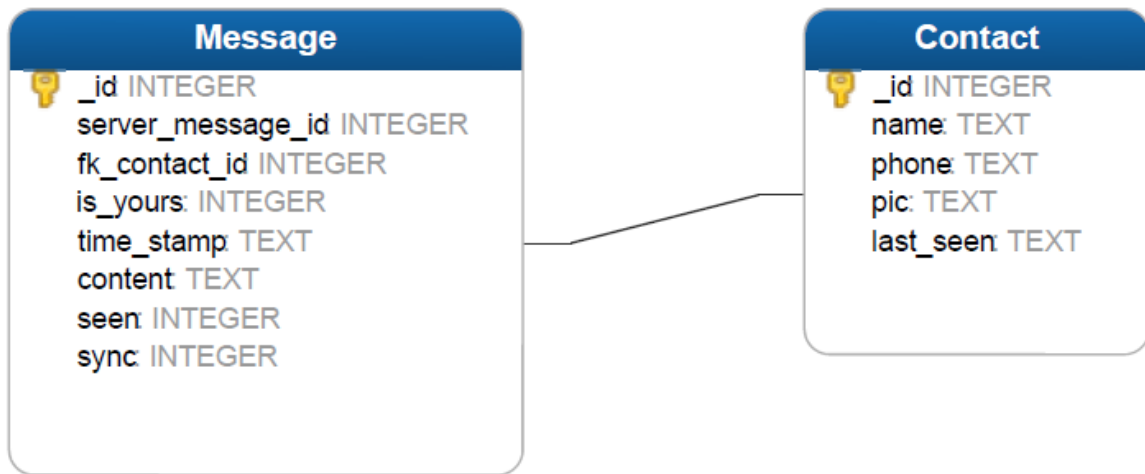 Message
_id: INTEGER
server_message_id: INTEGER
fk_contact_id: INTEGER
is_yours: INTEGER
time_stamp: TEXT
content: TEXT
seen: INTEGER
sync: INTEGER
Contact
_id: INTEGER
name: TEXT
phone: TEXT
pic: TEXT
last_seen: TEXT